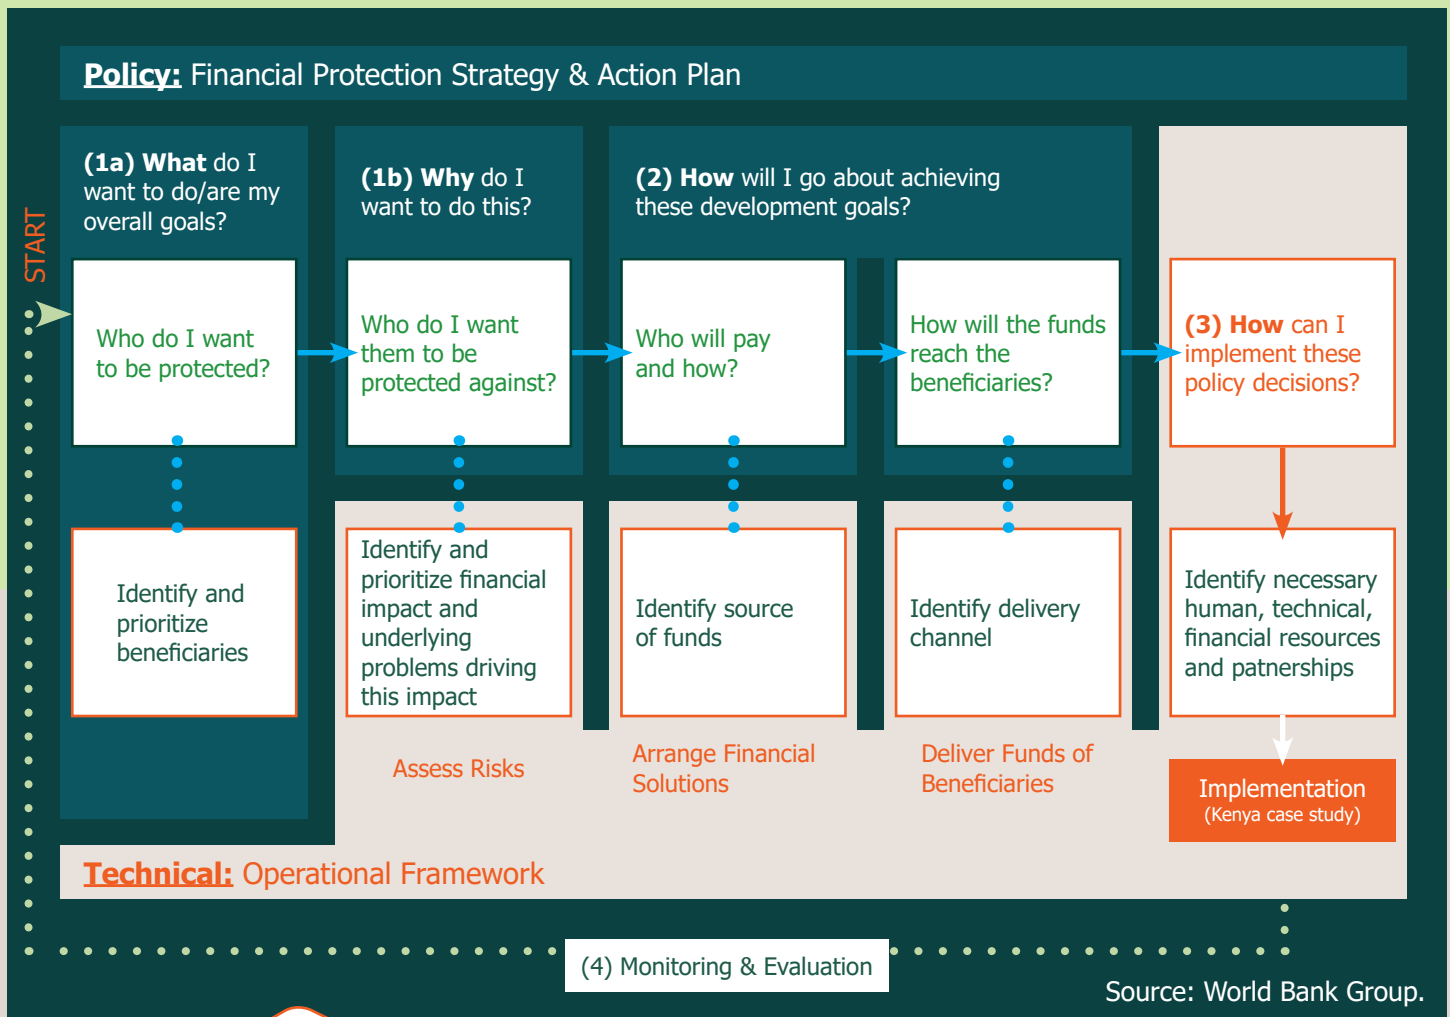 Policy: Financial Protection Strategy & Action Plan
START
(1a) What do I
want to do/are my
overall goals?
(1b) Why do I
want to do this?
(2) How will I go about achieving
these development goals?
Who do I want
to be protected?
Who do I want
them to be
protected against?
Who will pay
and how?
How will the funds
reach the
beneficiaries?
(3) How can I
implement these
policy decisions?
Identify and
prioritize
beneficiaries
Identify and
prioritize financial
impact and
underlying
problems driving
this impact
Identify source
of funds
Identify delivery
channel
Identify necessary
human, technical,
financial resources
and patnerships
Assess Risks
Arrange Financial
Solutions
Deliver Funds of
Beneficiaries
Implementation
(Kenya case study)
Technical: Operational Framework
(4) Monitoring & Evaluation
Source: World Bank Group.